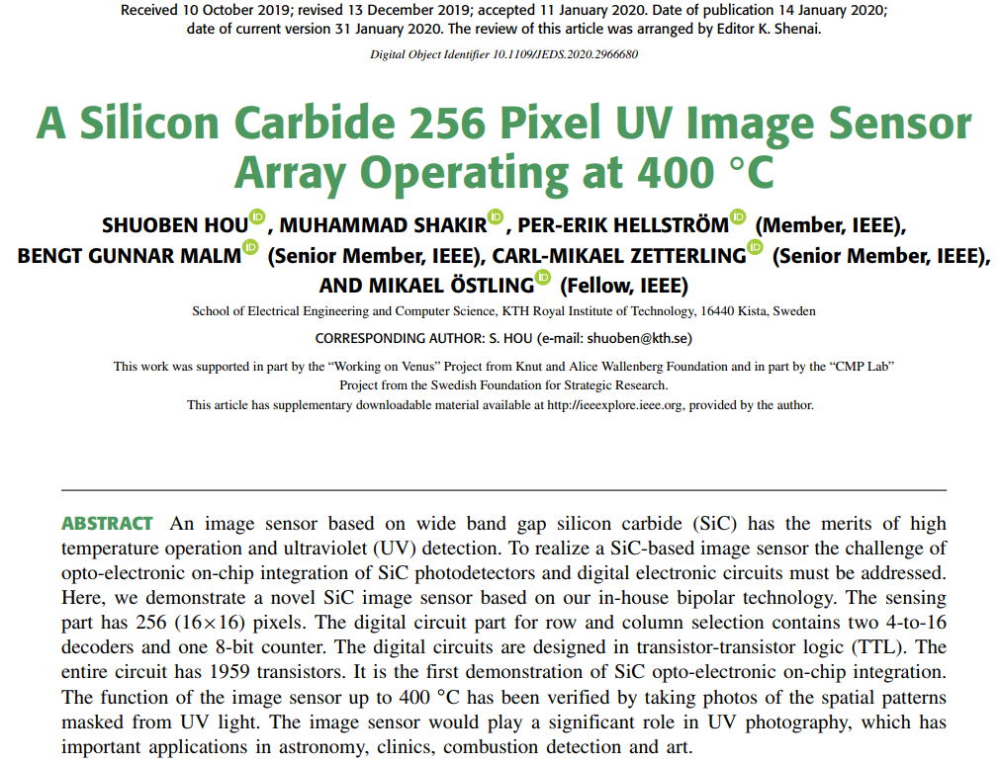 Received 10 October 2019; revised 13 December 2019; accepted 11 January 2020. Date of publication 14 January 2020;
date of current version 31 January 2020. The review of this article was arranged by Editor K. Shenai.
Digital Object Identifier 10.1109/JEDS.2020.2966680
A Silicon Carbide 256 Pixel UV Image Sensor
Array Operating at 400 °C
SHUOBEN HOU iD, MUHAMMAD SHAKIR iD, PER-ERIK HELLSTRÖM iD (Member, IEEE),
BENGT GUNNAR MALM iD (Senior Member, IEEE), CARL-MIKAEL ZETTERLING iD (Senior Member, IEEE),
AND MIKAEL ÖSTLING iD (Fellow, IEEE)
School of Electrical Engineering and Computer Science, KTH Royal Institute of Technology, 16440 Kista, Sweden
CORRESPONDING AUTHOR: S. HOU (e-mail: shuoben@kth.se)
This work was supported in part by the “Working on Venus” Project from Knut and Alice Wallenberg Foundation and in part by the “CMP Lab”
Project from the Swedish Foundation for Strategic Research.
This article has supplementary downloadable material available at http://ieeexplore.ieee.org, provided by the author.
ABSTRACT An image sensor based on wide band gap silicon carbide (SiC) has the merits of high
temperature operation and ultraviolet (UV) detection. To realize a SiC-based image sensor the challenge of
opto-electronic on-chip integration of SiC photodetectors and digital electronic circuits must be addressed.
Here, we demonstrate a novel SiC image sensor based on our in-house bipolar technology. The sensing
part has 256 (16×16) pixels. The digital circuit part for row and column selection contains two 4-to-16
decoders and one 8-bit counter. The digital circuits are designed in transistor-transistor logic (TTL). The
entire circuit has 1959 transistors. It is the first demonstration of SiC opto-electronic on-chip integration.
The function of the image sensor up to 400 °C has been verified by taking photos of the spatial patterns
masked from UV light. The image sensor would play a significant role in UV photography, which has
important applications in astronomy, clinics, combustion detection and art.